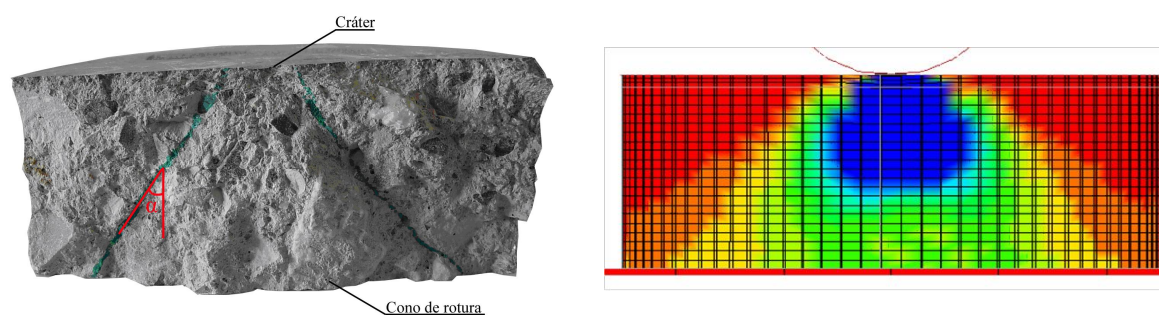 Cráter
α
Cono de rotura